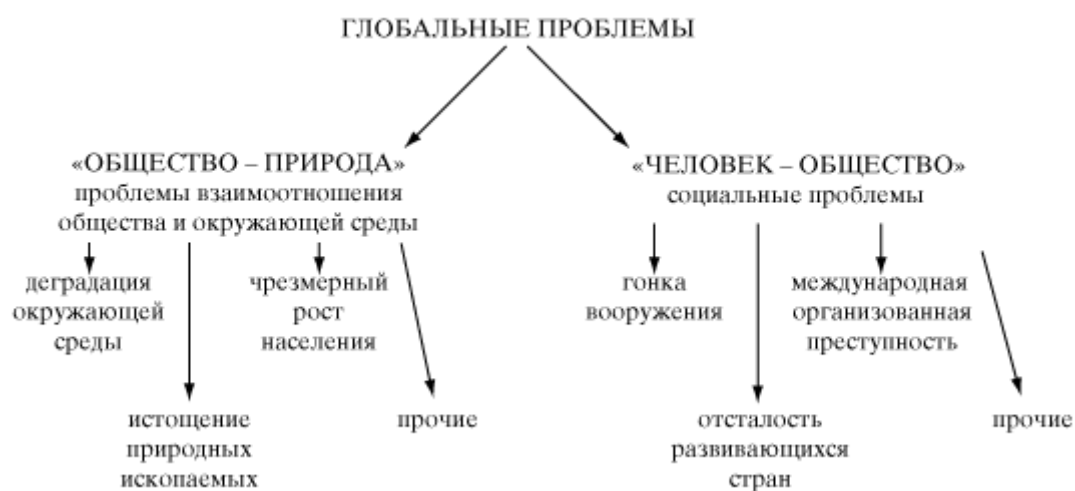 ГЛОБАЛЬНЫЕ ПРОБЛЕМЫ
«ОБЩЕСТВО – ПРИРОДА»
проблемы взаимоотношения
общества и окружающей среды
«ЧЕЛОВЕК – ОБЩЕСТВО»
социальные проблемы
деградация
окружающей
среды
чрезмерный
рост
населения
гонка
вооружения
международная
организованная
преступность
истощение
природных
ископаемых
прочие
отсталость
развивающихся
стран
прочие